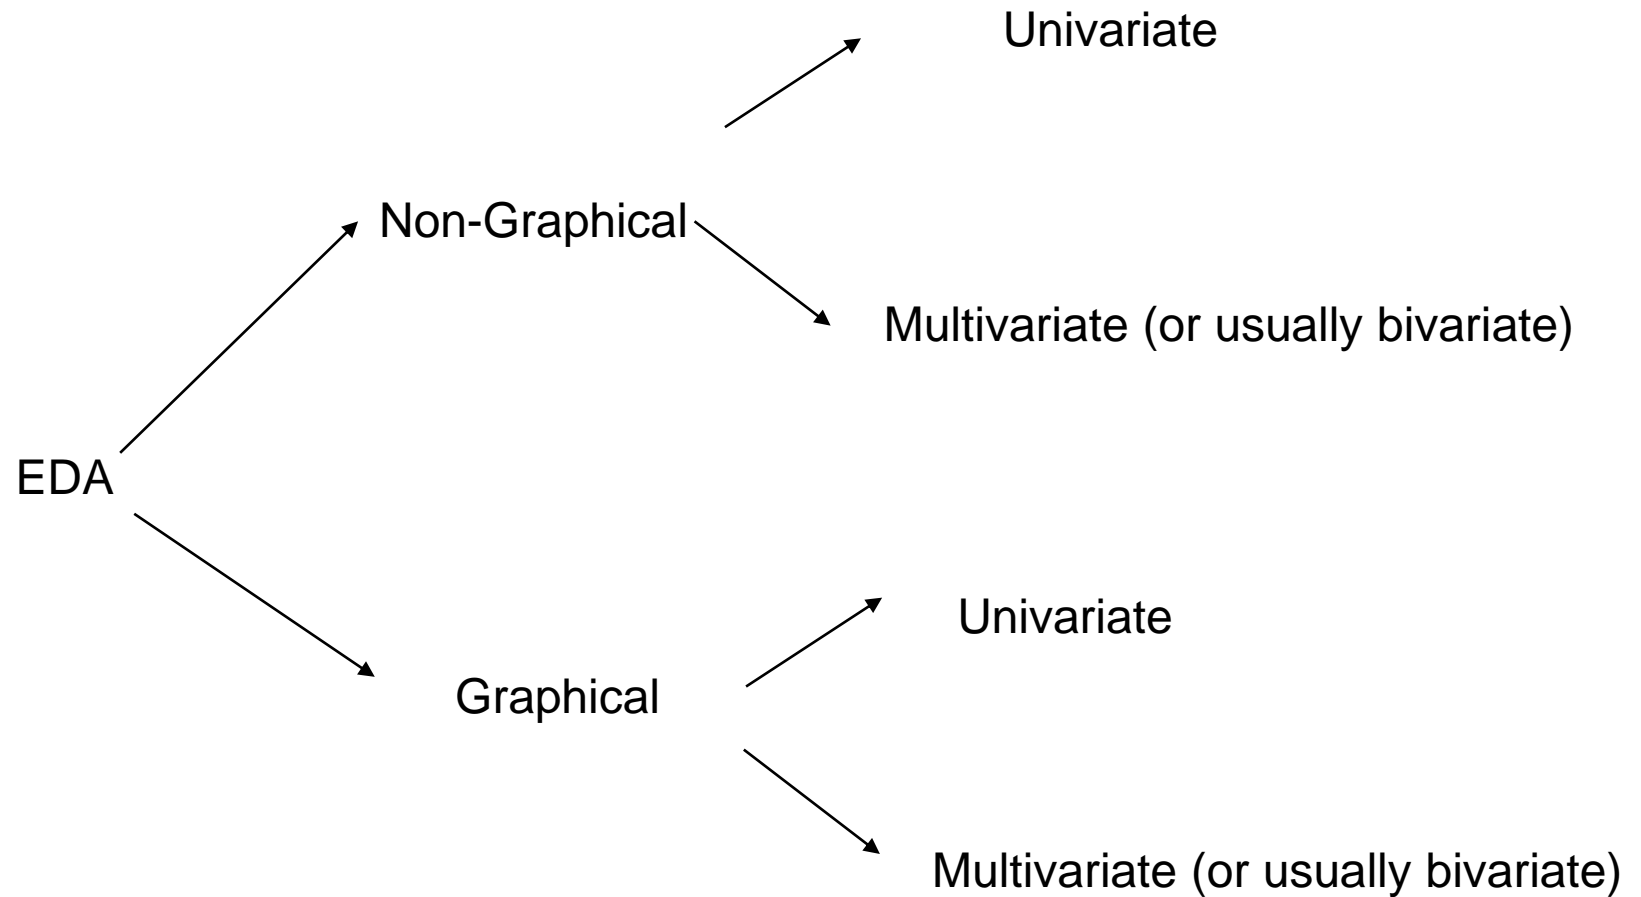 Univariate
Non-Graphical
Multivariate (or usually bivariate)
EDA
Univariate
Graphical
Multivariate (or usually bivariate)